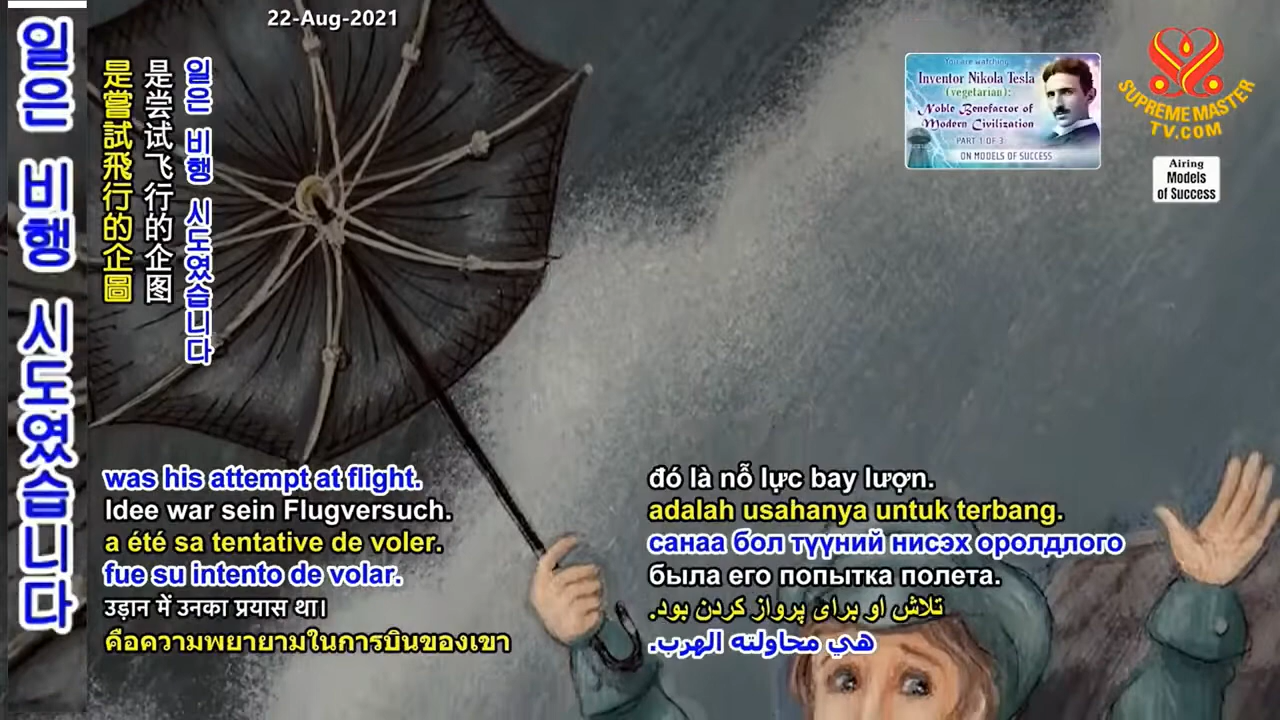 22-Aug-2021
일은 비행 시도였습니다
是嘗試飛行的企圖
是尝试飞行的企图
일은 비행 시도였습니다
You are watching
Inventor Nikola Tesla
(vegetarian):
Noble Benefactor of
Modern Civilization
PART 1 OF 3
ON MODELS OF SUCCESS
SUPREME MASTER
TV.COM
Airing
Models
of Success
was his attempt at flight.
Idee war sein Flugversuch.
a été sa tentative de voler.
fue su intento de volar.
उड़ान में उनका प्रयास था।
คือความพยายามในการบินของเขา
đó là nỗ lực bay lượn.
adalah usahanya untuk terbang.
санаа бол түүний нисэх оролдлого
была его попытка полета.
تلاش او برای پرواز کردن بود.
هي محاولته الهرب.